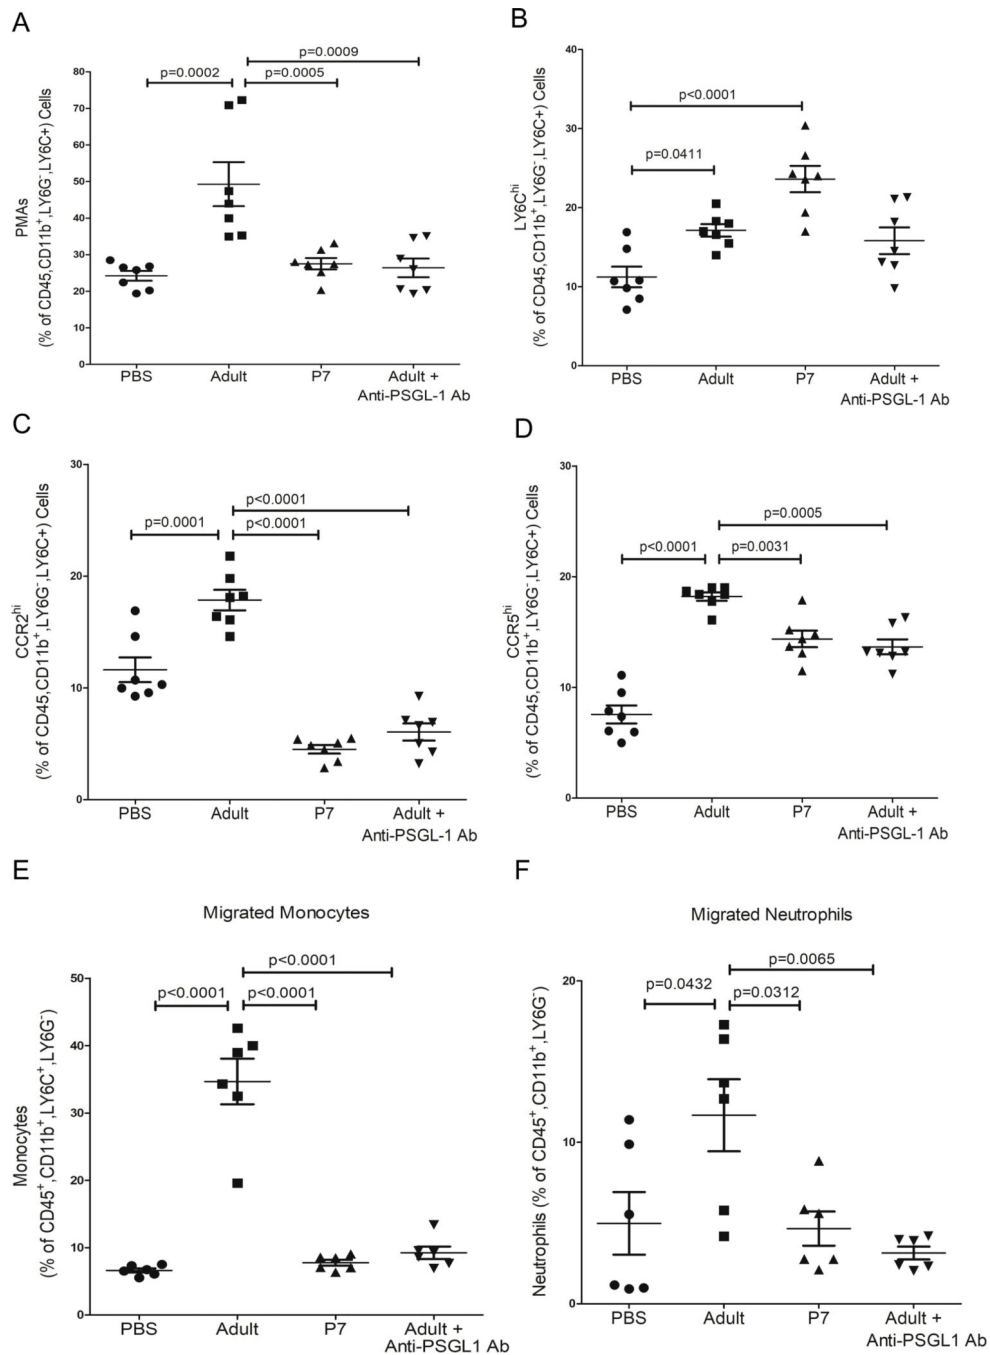 A
PMAs
(% of CD45,CD11b⁺,LY6G⁻,LY6C+) Cells
80
70
60
50
40
30
20
10
0
p=0.0009
p=0.0002
p=0.0005
PBS
Adult
P7
Adult +
Anti-PSGL-1 Ab
B
LY6Cʰⁱ
(% of CD45,CD11b⁺,LY6G⁻,LY6C+) Cells
40
30
20
10
0
p<0.0001
p=0.0411
PBS
Adult
P7
Adult +
Anti-PSGL-1 Ab
C
CCR2ʰⁱ
(% of CD45,CD11b⁺,LY6G⁻,LY6C+) Cells
30
20
10
0
p<0.0001
p=0.0001
p<0.0001
PBS
Adult
P7
Adult +
Anti-PSGL-1 Ab
D
CCR5ʰⁱ
(% of CD45,CD11b⁺,LY6G⁻,LY6C+) Cells
30
20
10
0
p=0.0005
p<0.0001
p=0.0031
PBS
Adult
P7
Adult +
Anti-PSGL-1 Ab
E
Migrated Monocytes
Monocytes
(% of CD45⁺,CD11b⁺,LY6C⁺,LY6G⁻)
50
40
30
20
10
0
p<0.0001
p<0.0001
p<0.0001
PBS
Adult
P7
Adult +
Anti-PSGL1 Ab
F
Migrated Neutrophils
Neutrophils (% of CD45⁺,CD11b⁺,LY6G⁻)
20
10
0
p=0.0065
p=0.0432
p=0.0312
PBS
Adult
P7
Adult +
Anti-PSGL1 Ab